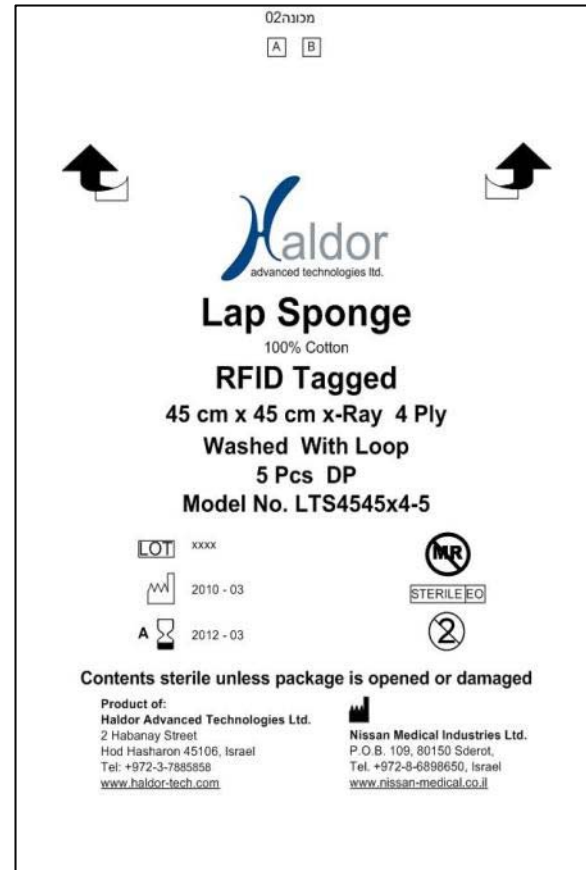 מכונה02
A B
Haldor
advanced technologies ltd.
Lap Sponge
100% Cotton
RFID Tagged
45 cm x 45 cm x-Ray 4 Ply
Washed With Loop
5 Pcs DP
Model No. LTS4545x4-5
LOT xxxx
MR
2010 - 03
STERILE EO
A 2012 - 03
2
Contents sterile unless package is opened or damaged
Product of:
Haldor Advanced Technologies Ltd.
2 Habanay Street
Hod Hasharon 45106, Israel
Tel: +972-3-7885858
www.haldor-tech.com
Nissan Medical Industries Ltd.
P.O.B. 109, 80150 Sderot,
Tel. +972-8-6898650, Israel
www.nissan-medical.co.il